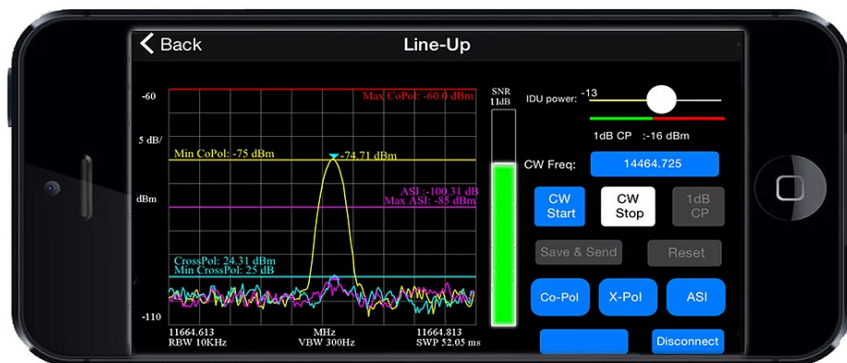 Back
Line-Up
-60
5 dB/
dBm
-110
Max CoPol: -60.0 dBm
Min CoPol: -75 dBm
-74.71 dBm
ASI:-100.31 dB
Max ASI: -85 dBm
CrossPol: 24.31 dBm
Min CrossPol: 25 dB
11664.613 MHz 11664.813
RBW 10KHz VBW 300Hz SWP 52.05 ms
SNR
11dB
IDU power: -13
1dB CP :-16 dBm
CW Freq: 14464.725
CW
Start
CW
Stop
1dB
CP
Save & Send
Reset
Co-Pol
X-Pol
ASI
Disconnect